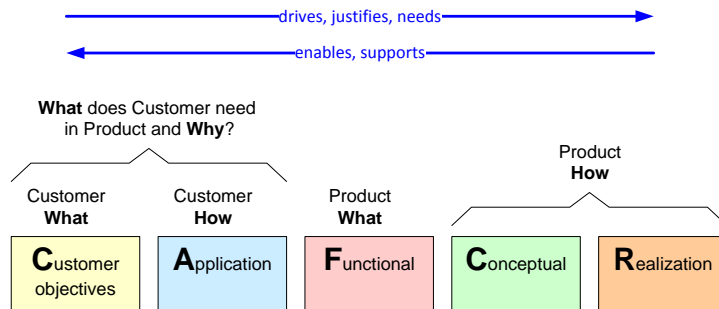 drives, justifies, needs
enables, supports
What does Customer need
in Product and Why?
Product
How
Customer
What
Customer
How
Product
What
Customer
objectives
Application
Functional
Conceptual
Realization